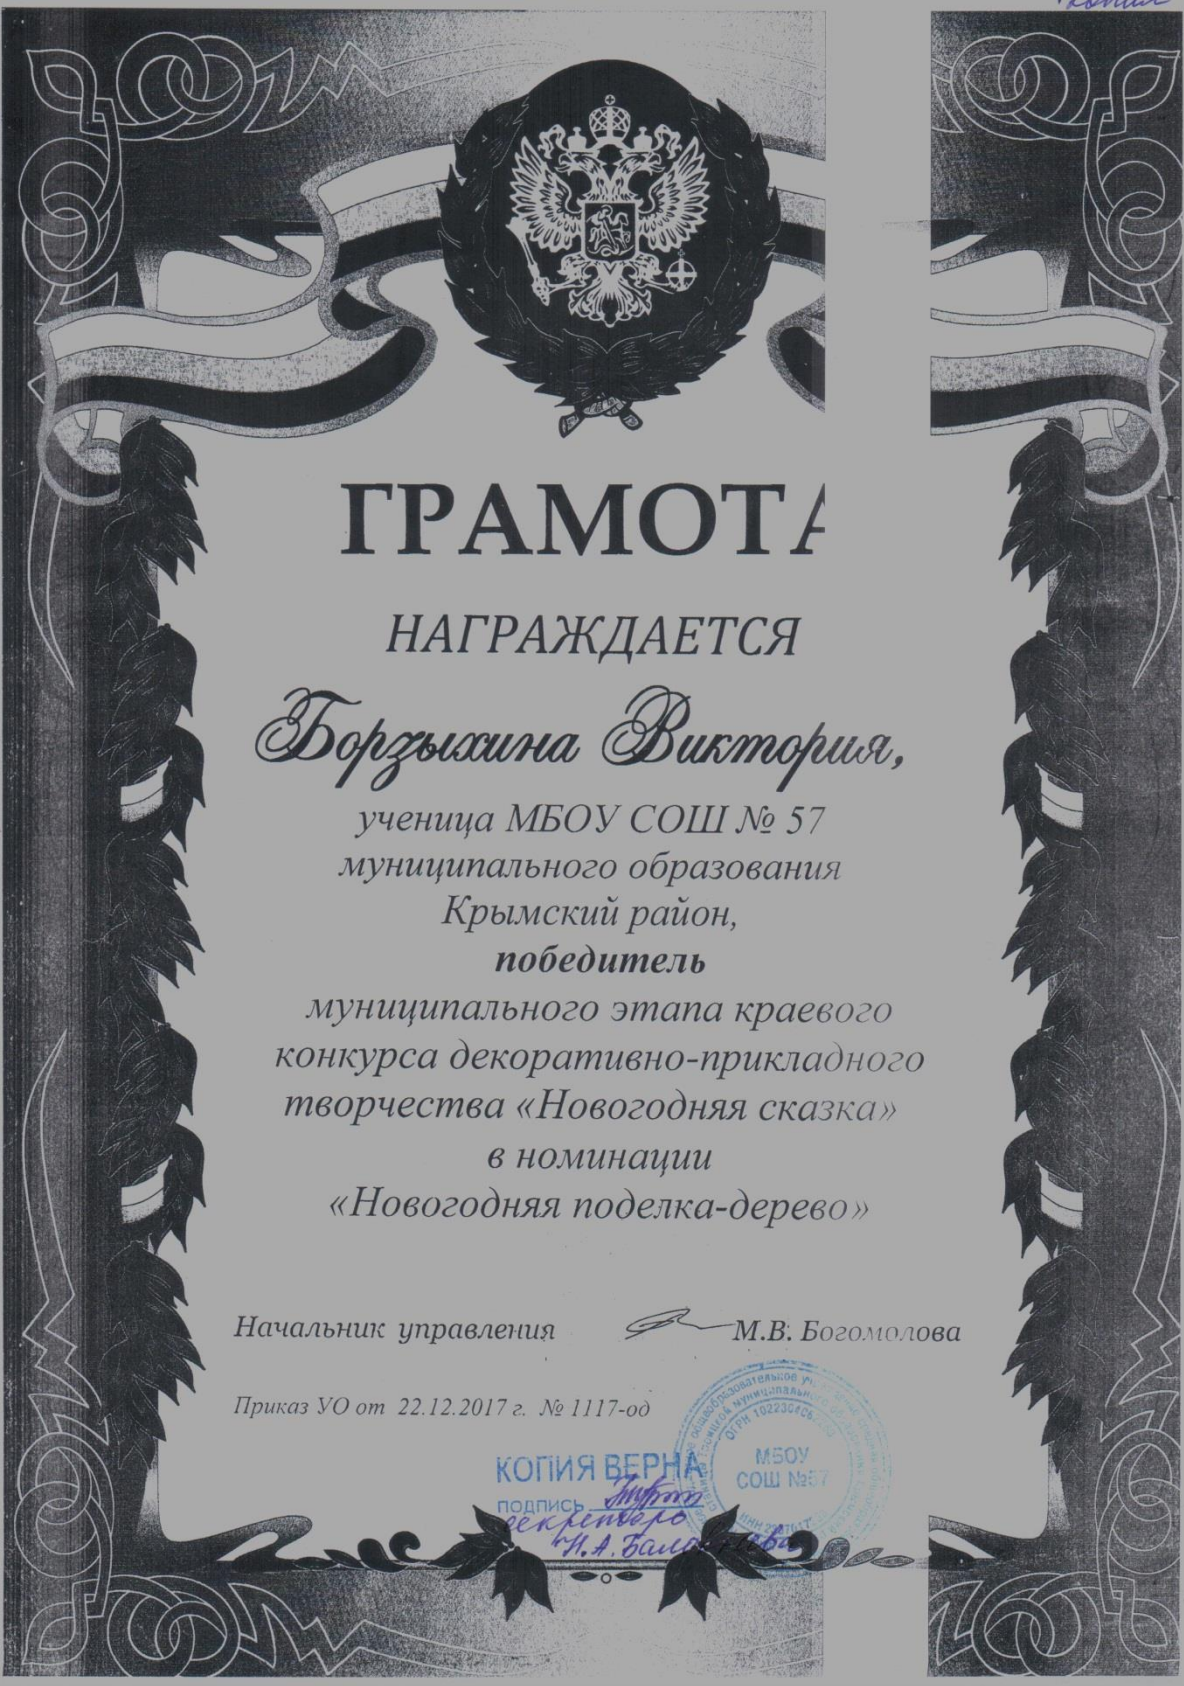 копия
ГРАМОТА
НАГРАЖДАЕТСЯ
Борзыхина Виктория,
ученица МБОУ СОШ № 57
муниципального образования
Крымский район,
победитель
муниципального этапа краевого
конкурса декоративно-прикладного
творчества «Новогодняя сказка»
в номинации
«Новогодняя поделка-дерево»
Начальник управления М.В. Богомолова
Приказ УО от 22.12.2017 г. № 1117-од
КОПИЯ ВЕРНА
подпись
секретарь
Н.А.
МБОУ
СОШ №57